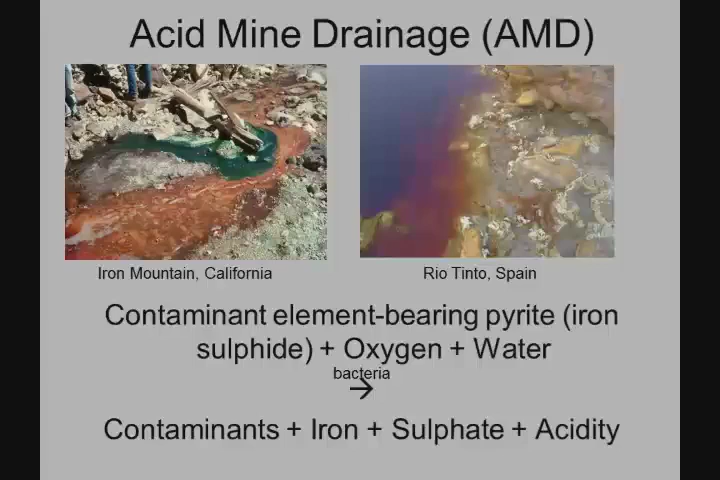 Acid Mine Drainage (AMD)
Iron Mountain, California
Rio Tinto, Spain
Contaminant element-bearing pyrite (iron
sulphide) + Oxygen + Water
bacteria
→
Contaminants + Iron + Sulphate + Acidity